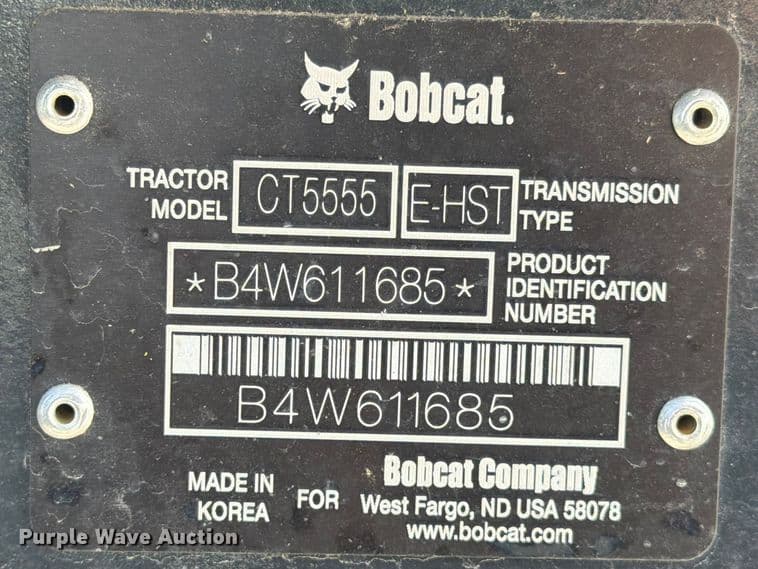 Bobcat.
TRACTOR MODEL CT5555 E-HST TRANSMISSION TYPE
*B4W611685* PRODUCT IDENTIFICATION NUMBER
B4W611685
MADE IN KOREA FOR
Bobcat Company
West Fargo, ND USA 58078
www.bobcat.com
Purple Wave Auction